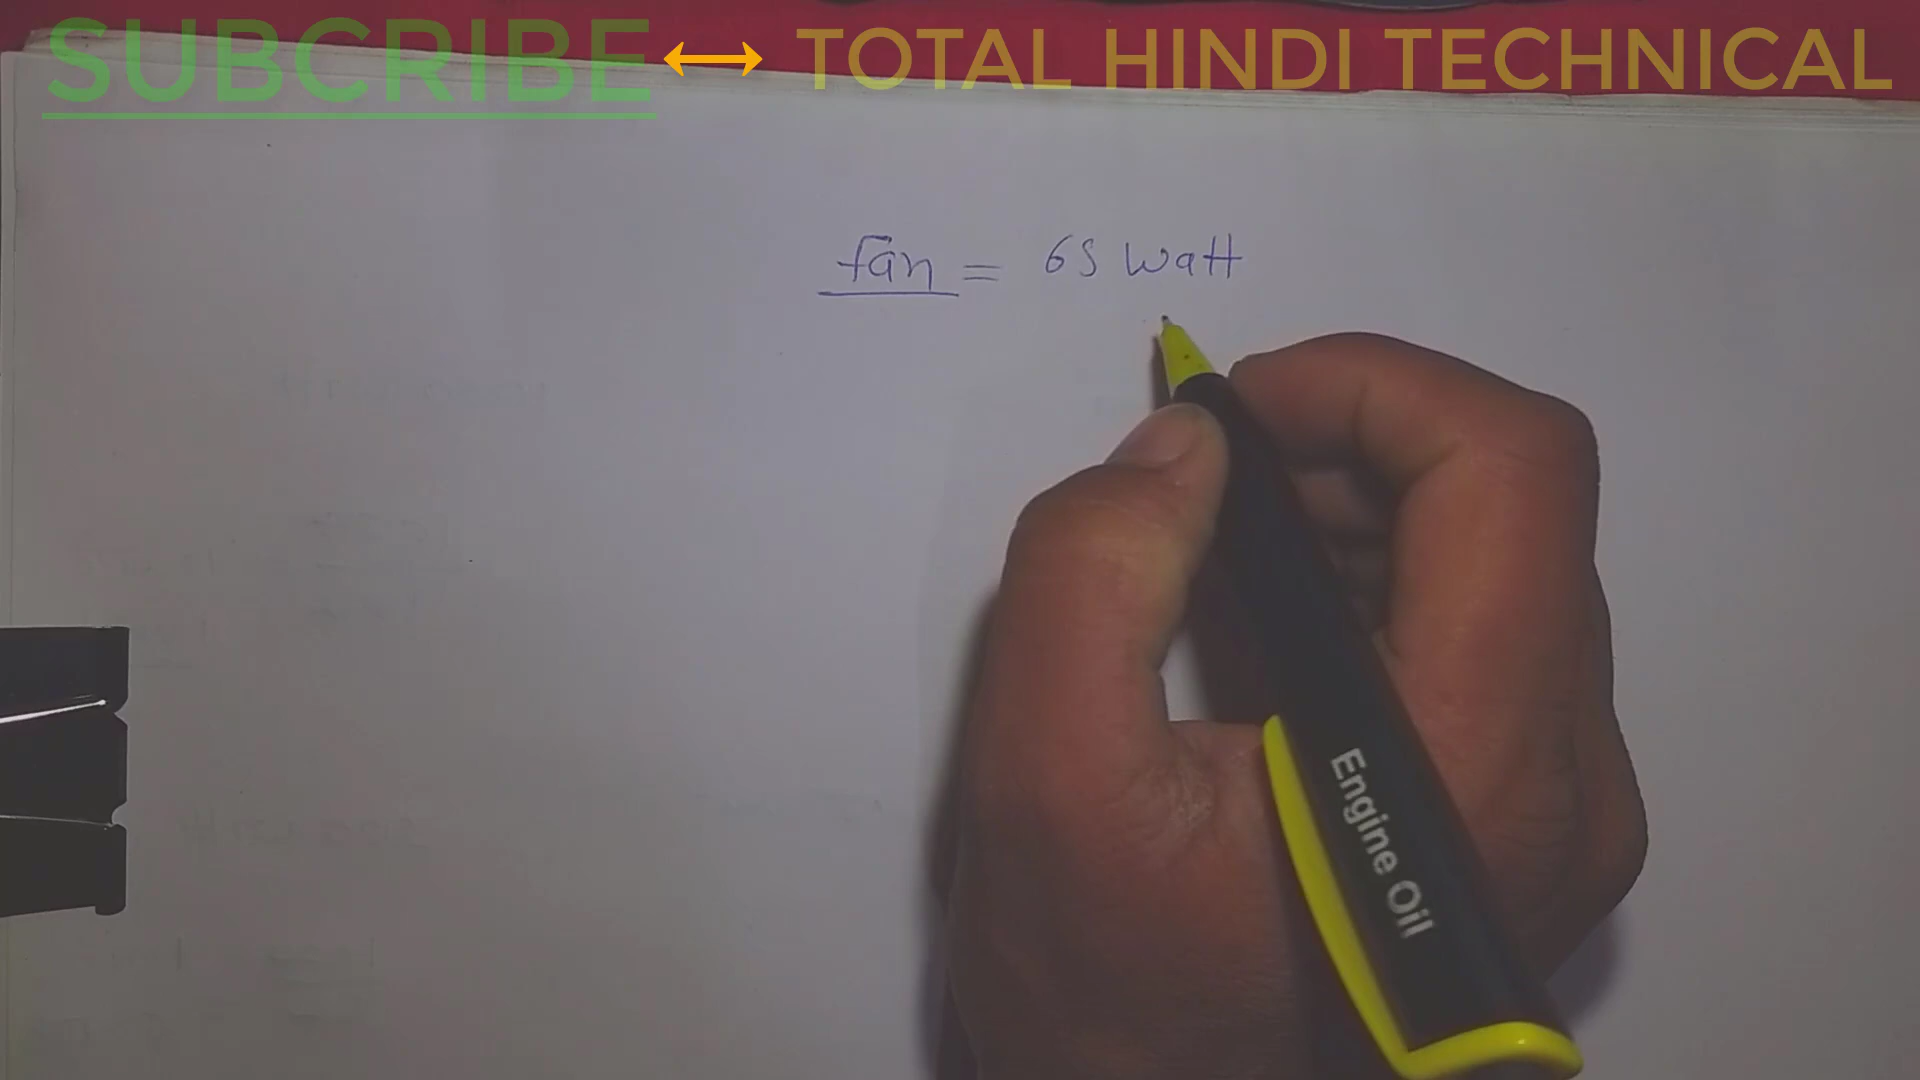 SUBCRIBE ↔ TOTAL HINDI TECHNICAL
fan = 65 watt
Engine Oil